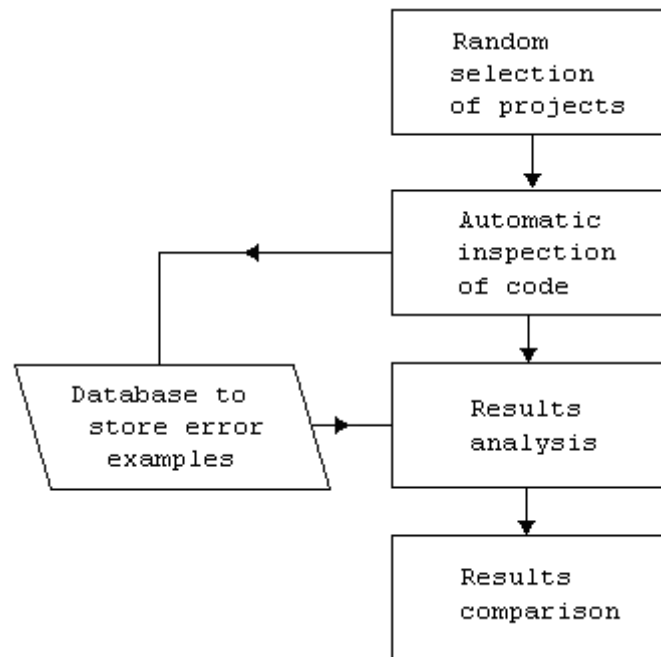 Random
selection
of projects
Automatic
inspection
of code
Database to
store error
examples
Results
analysis
Results
comparison